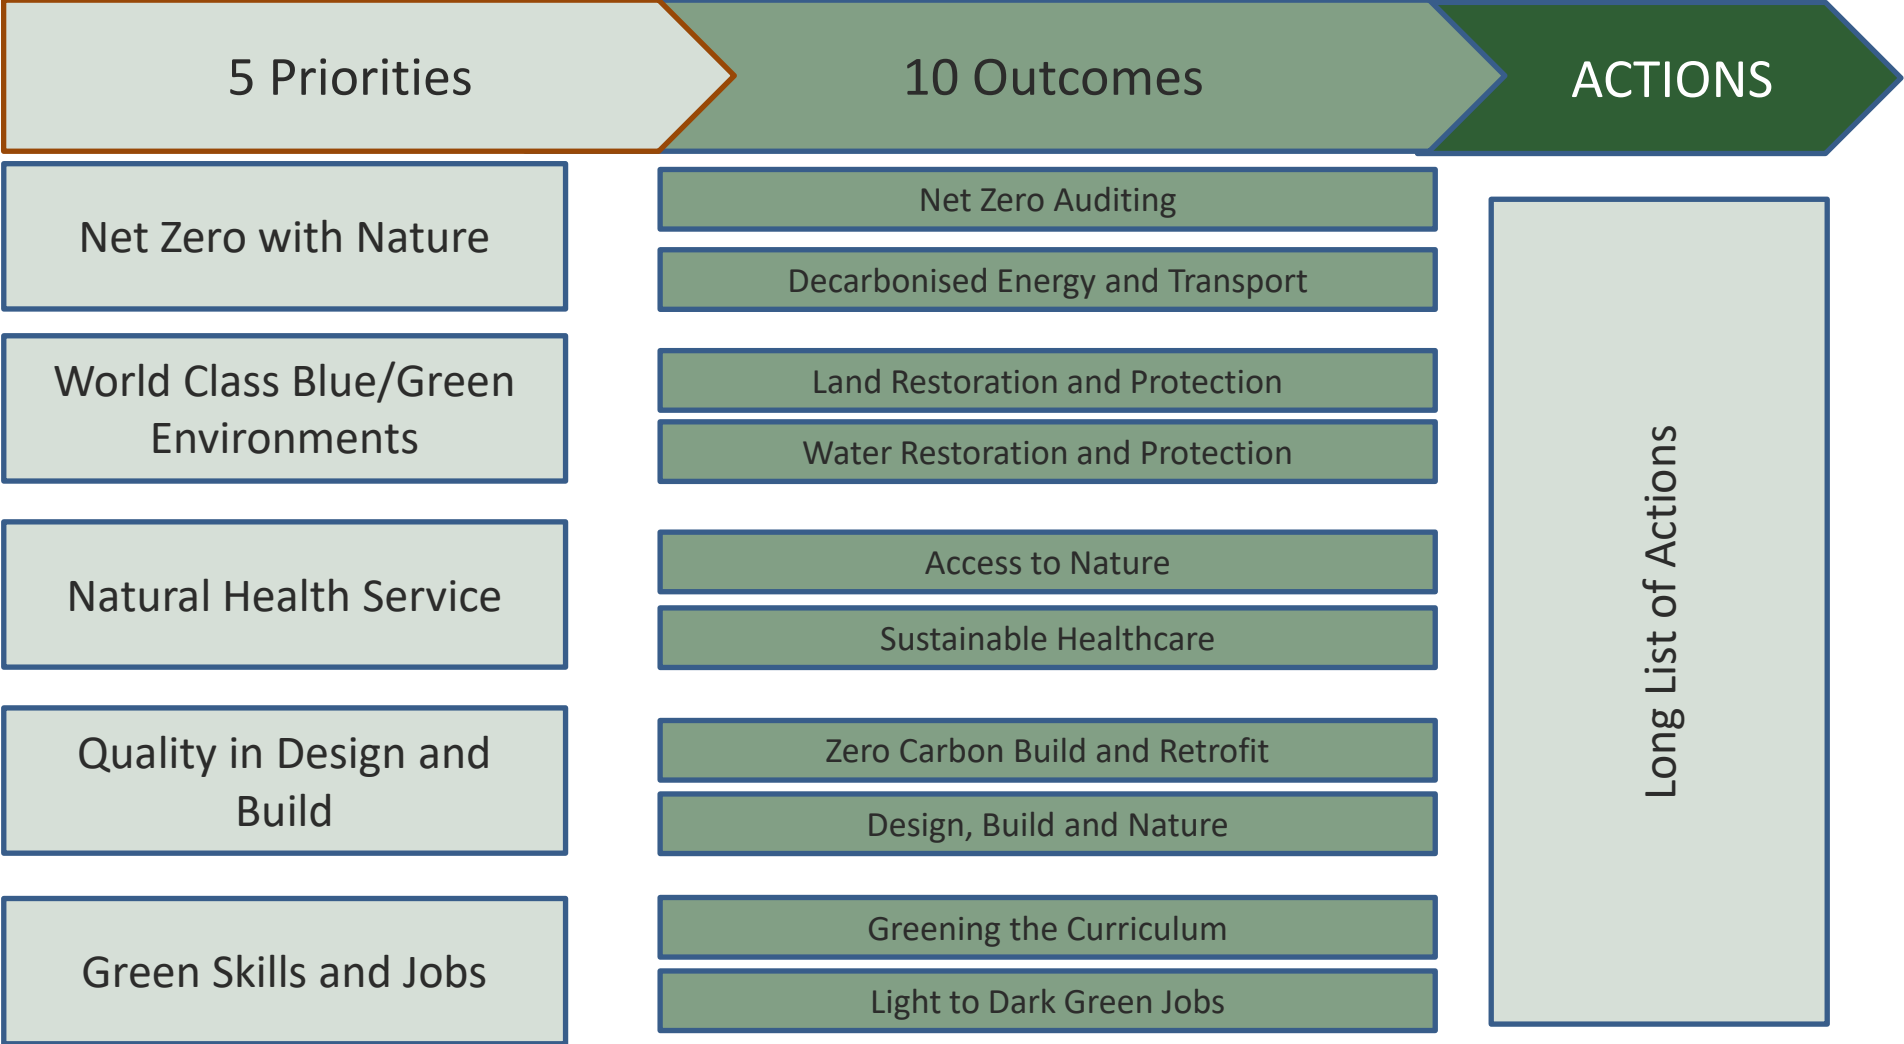 5 Priorities
10 Outcomes
ACTIONS
Net Zero with Nature
Net Zero Auditing
Decarbonised Energy and Transport
World Class Blue/Green
Environments
Land Restoration and Protection
Water Restoration and Protection
Natural Health Service
Access to Nature
Sustainable Healthcare
Quality in Design and
Build
Zero Carbon Build and Retrofit
Design, Build and Nature
Green Skills and Jobs
Greening the Curriculum
Light to Dark Green Jobs
Long List of Actions